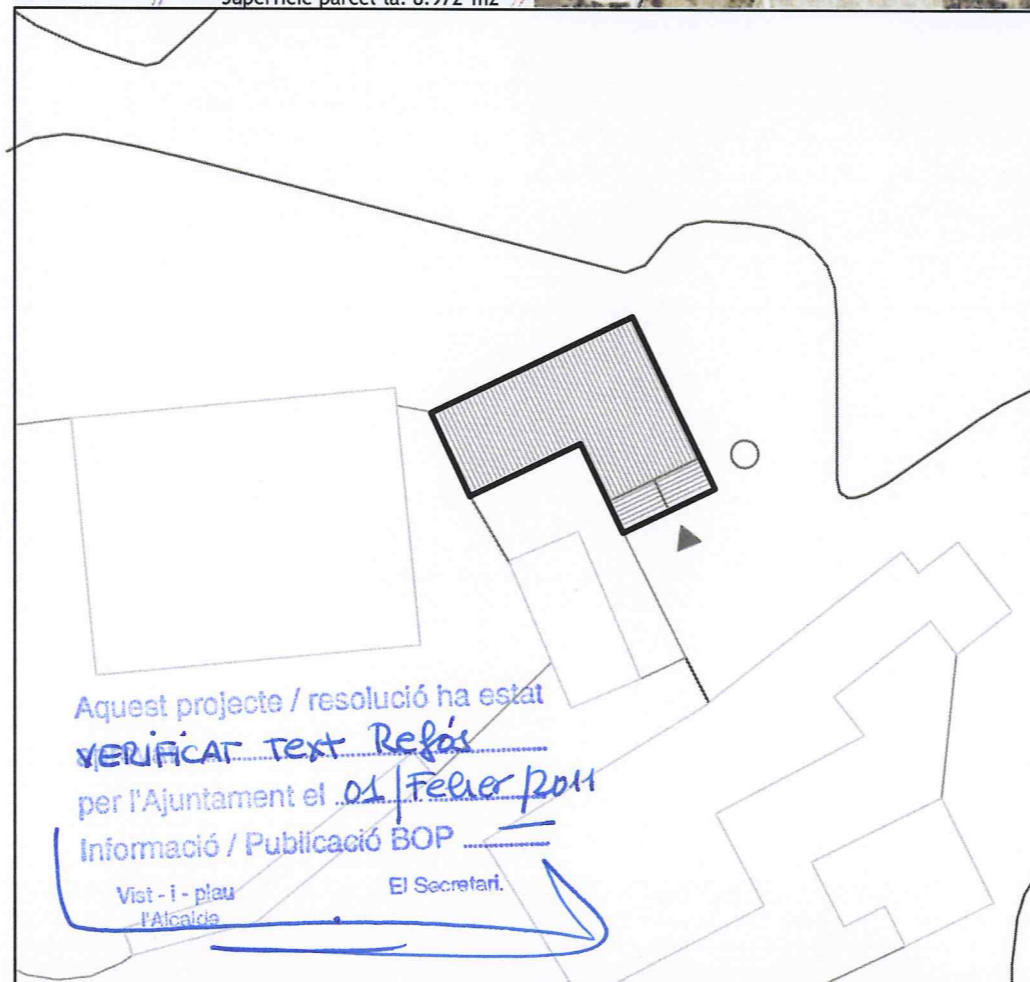 Superfície parcel·la: 8.972 m2
Aquest projecte / resolució ha estat
VERIFICAT Text Refós
per l'Ajuntament el 01/Febrer/2011
Informació / Publicació BOP
Vist - i - plau El Secretari.
l'Alcalde